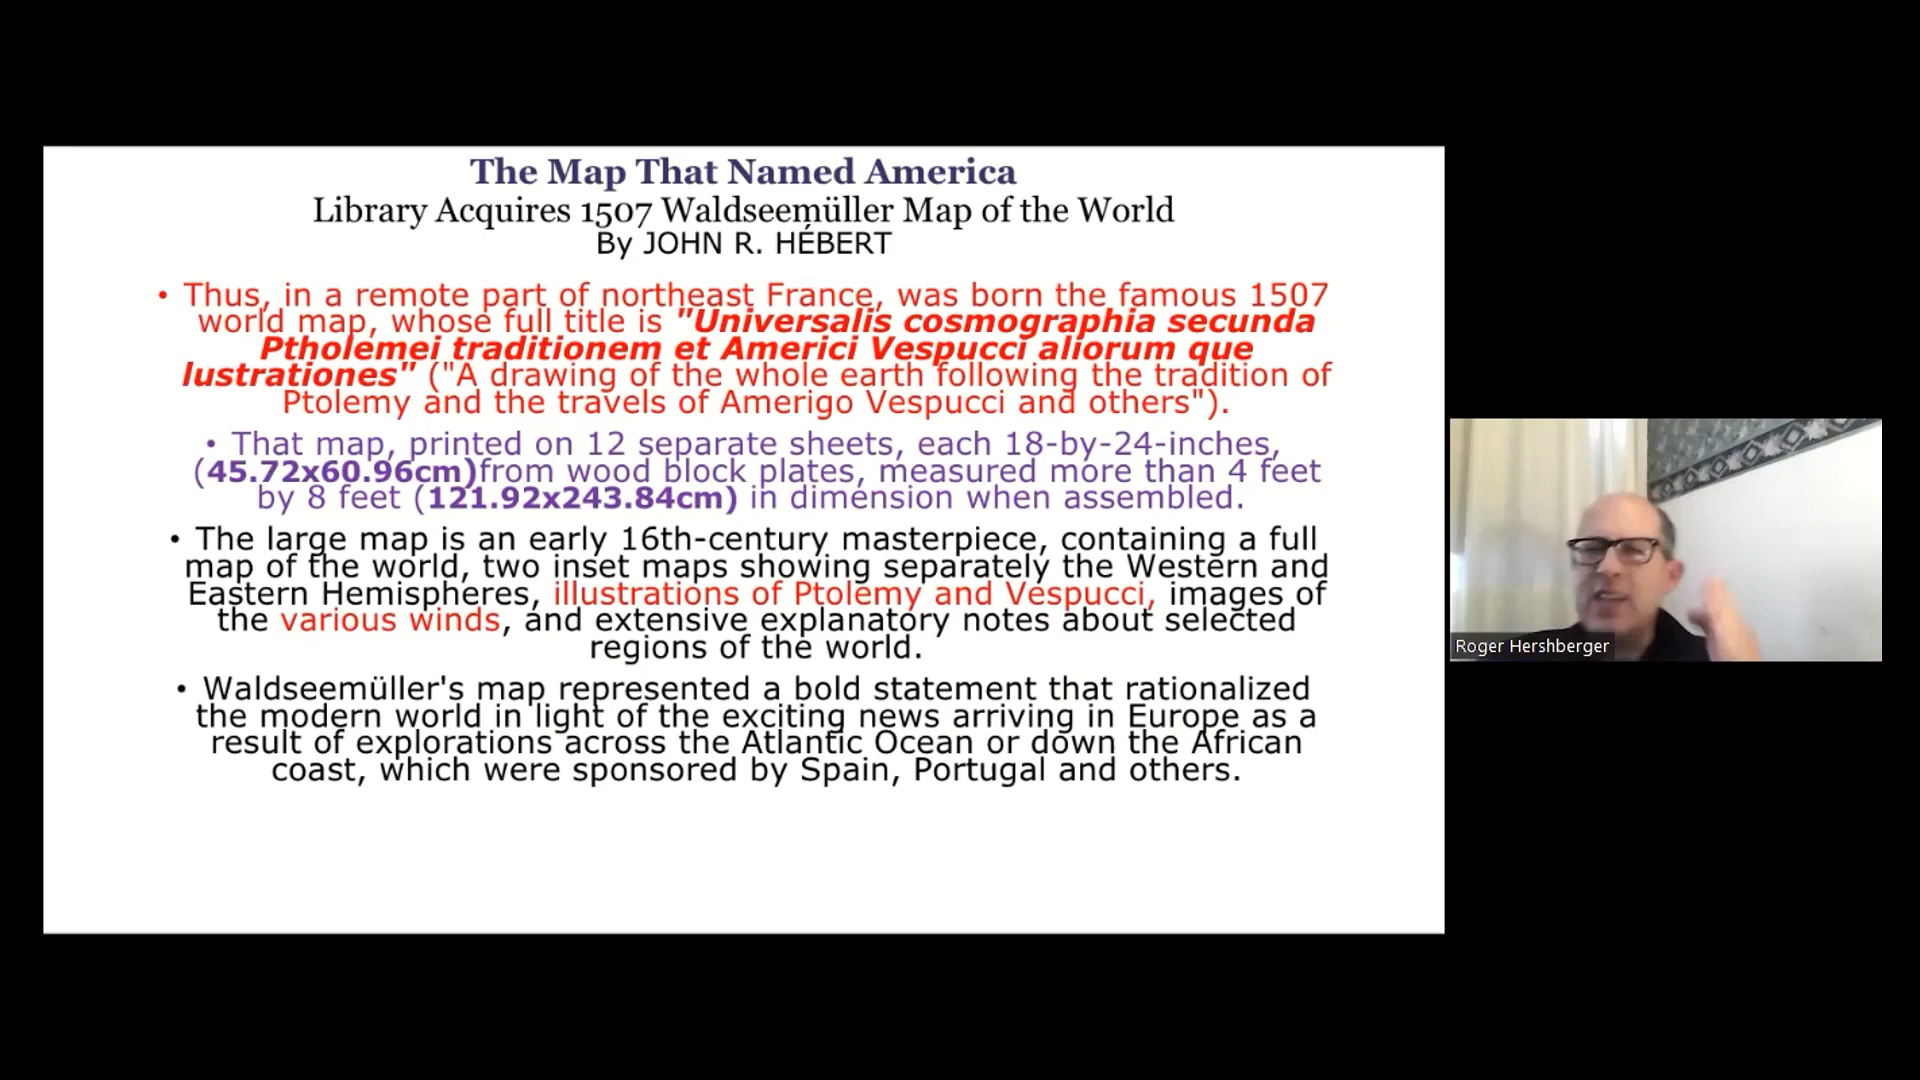 The Map That Named America
Library Acquires 1507 Waldseemüller Map of the World
By JOHN R. HÉBERT
• Thus, in a remote part of northeast France, was born the famous 1507
world map, whose full title is "Universalis cosmographia secunda
Ptholemei traditionem et Americi Vespucci aliorum que
lustrationes" ("A drawing of the whole earth following the tradition of
Ptolemy and the travels of Amerigo Vespucci and others").
• That map, printed on 12 separate sheets, each 18-by-24-inches,
(45.72x60.96cm)from wood block plates, measured more than 4 feet
by 8 feet (121.92x243.84cm) in dimension when assembled.
• The large map is an early 16th-century masterpiece, containing a full
map of the world, two inset maps showing separately the Western and
Eastern Hemispheres, illustrations of Ptolemy and Vespucci, images of
the various winds, and extensive explanatory notes about selected
regions of the world.
• Waldseemüller's map represented a bold statement that rationalized
the modern world in light of the exciting news arriving in Europe as a
result of explorations across the Atlantic Ocean or down the African
coast, which were sponsored by Spain, Portugal and others.
Roger Hershberger